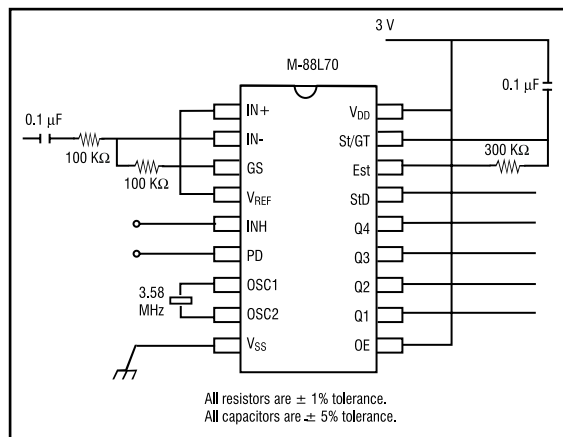 3 V
M-88L70
0.1 μF
0.1 μF
100 KΩ
100 KΩ
300 KΩ
IN+
IN-
GS
VREF
INH
PD
OSC1
OSC2
VSS
VDD
St/GT
Est
StD
Q4
Q3
Q2
Q1
OE
3.58
MHz
All resistors are ± 1% tolerance.
All capacitors are ± 5% tolerance.